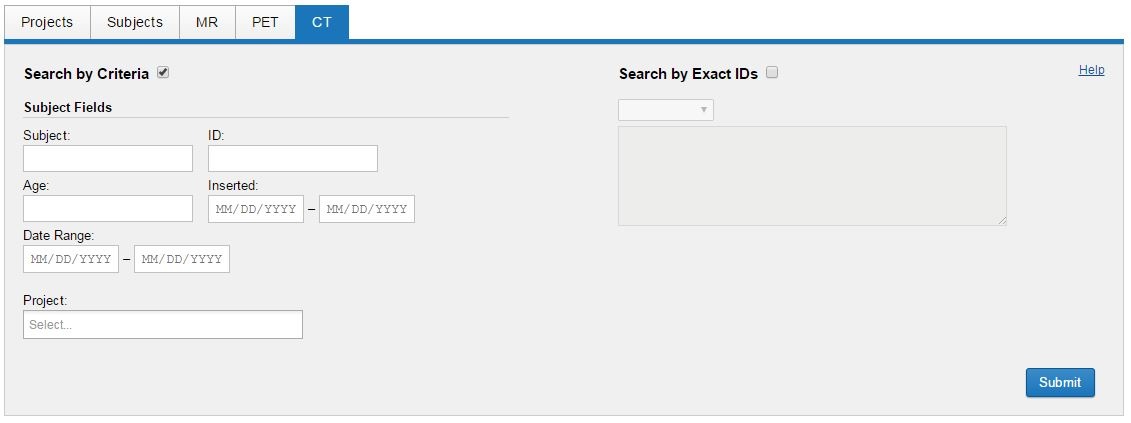 Projects Subjects MR PET CT
Search by Criteria
Search by Exact IDs
Help
Subject Fields
Subject: ID:
Age: Inserted:
MM/DD/YYYY – MM/DD/YYYY
Date Range:
MM/DD/YYYY – MM/DD/YYYY
Project:
Select...
Submit